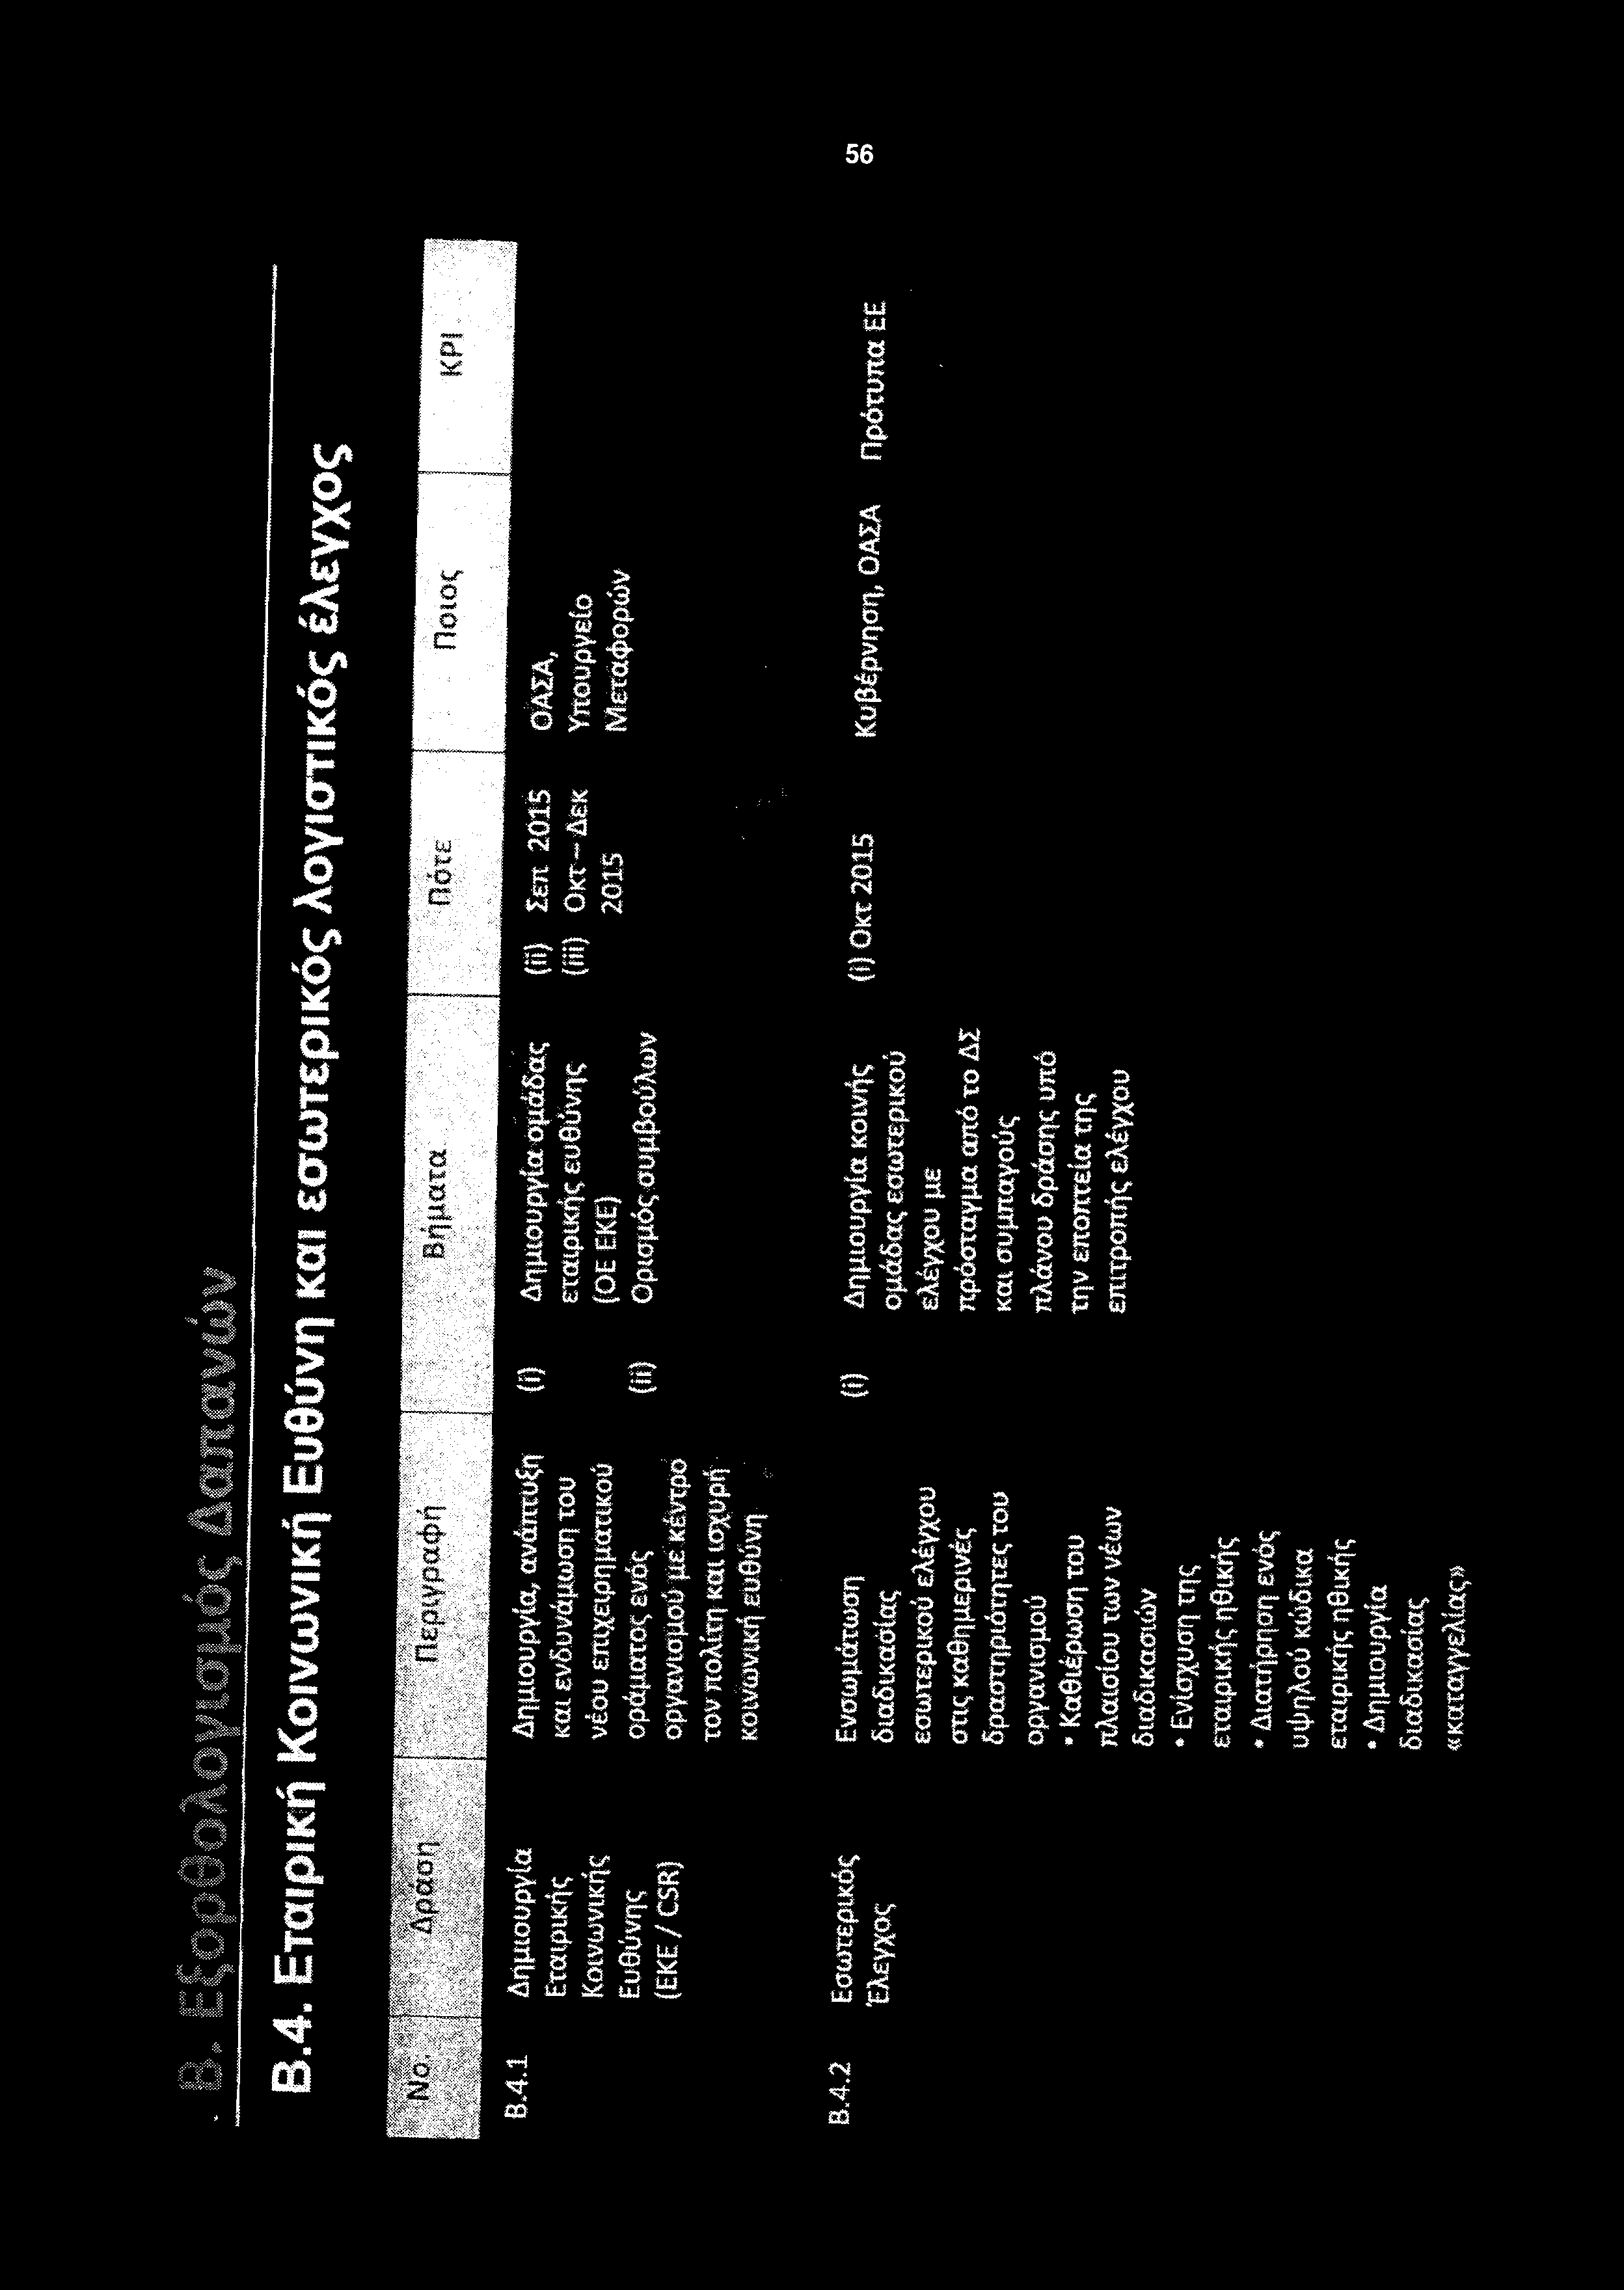 56
Β. Εξορθολογισμός Δαπανών
Β.4. Εταιρική Κοινωνική Ευθύνη και εσωτερικός λογιστικός έλεγχος
Νο.
Δράση
Περιγραφή
Βήματα
Πότε
Ποιος
KPI
Β.4.1
Δημιουργία
Εταιρικής
Κοινωνικής
Ευθύνης
(ΕΚΕ / CSR)
Δημιουργία, ανάπτυξη
και ενδυνάμωση του
νέου επιχειρηματικού
οράματος ενός
οργανισμού με κέντρο
τον πολίτη και ισχυρή
κοινωνική ευθύνη
(i) Δημιουργία ομάδας
εταιρικής ευθύνης
(ΟΕ ΕΚΕ)
(ii) Ορισμός συμβούλων
(ii) Σεπ 2015
(iii) Οκτ – Δεκ
2015
ΟΑΣΑ,
Υπουργείο
Μεταφορών
Β.4.2
Εσωτερικός
Έλεγχος
Ενσωμάτωση
διαδικασίας
εσωτερικού ελέγχου
στις καθημερινές
δραστηριότητες του
οργανισμού
• Καθιέρωση του
πλαισίου των νέων
διαδικασιών
• Ενίσχυση της
εταιρικής ηθικής
• Διατήρηση ενός
υψηλού κώδικα
εταιρικής ηθικής
• Δημιουργία
διαδικασίας
«καταγγελίας»
(i) Δημιουργία κοινής
ομάδας εσωτερικού
ελέγχου με
πρόσταγμα από το ΔΣ
και συμπαγούς
πλάνου δράσης υπό
την εποπτεία της
επιτροπής ελέγχου
(i) Οκτ 2015
Κυβέρνηση, ΟΑΣΑ
Πρότυπα ΕΕ